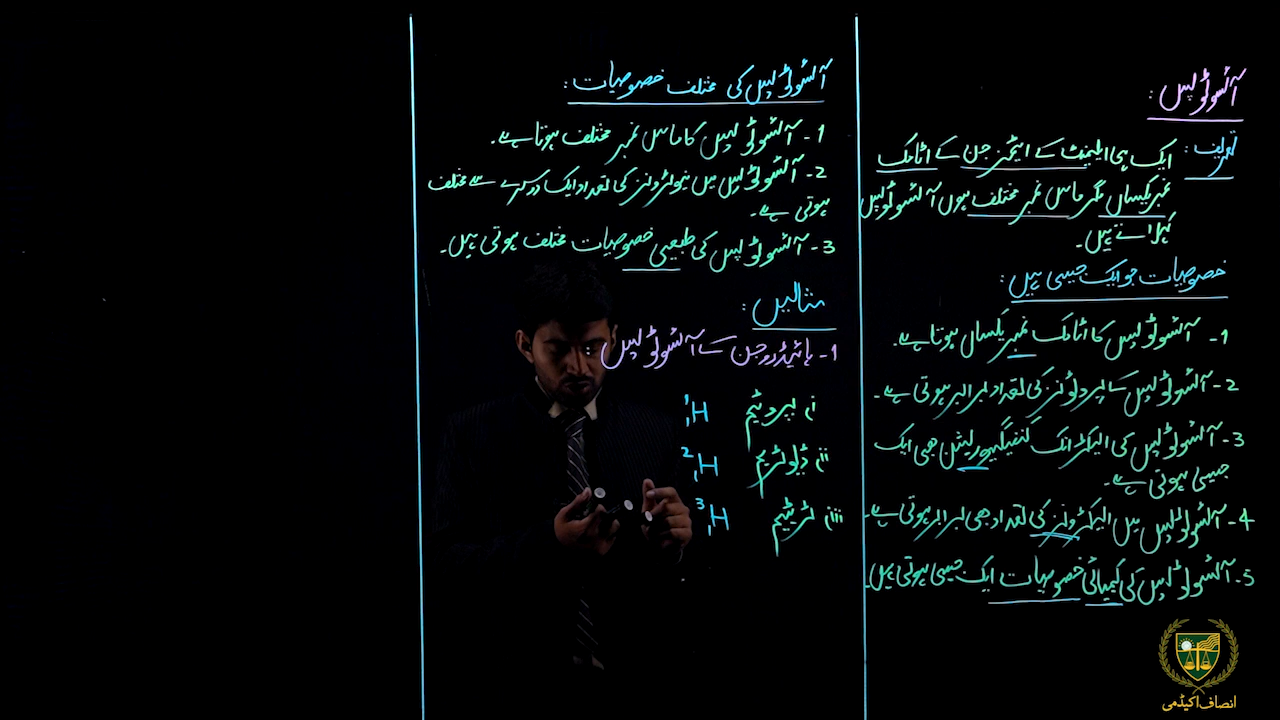 آئسوٹوپس :
تعریف : ایک ہی ایلیمنٹ کے ایٹمز جن کے اٹامک
نمبر یکساں مگر ماس نمبر مختلف ہوں آئسوٹوپس
کہلاتے ہیں۔
خصوصیات جو ایک جیسی ہیں :
1- آئسوٹوپس کا اٹامک نمبر یکساں ہوتا ہے۔
2- آئسوٹوپس کے پروٹونز کی تعداد برابر ہوتی ہے۔
3- آئسوٹوپس کی الیکٹرانک کنفیگیوریشن بھی ایک
جیسی ہوتی ہے۔
4- آئسوٹوپس میں الیکٹرونز کی تعداد بھی برابر ہوتی ہے۔
5- آئسوٹوپس کی کیمیائی خصوصیات ایک جیسی ہوتی ہیں۔
آئسوٹوپس کی مختلف خصوصیات :
1- آئسوٹوپس کا ماس نمبر مختلف ہوتا ہے۔
2- آئسوٹوپس میں نیوٹرونز کی تعداد ایک دوسرے سے مختلف
ہوتی ہے۔
3- آئسوٹوپس کی طبیعی خصوصیات مختلف ہوتی ہیں۔
مثالیں :
1- ہائیڈروجن کے آئسوٹوپس
i) پروٹیم ¹₁H
ii) ڈیوٹریم ²₁H
iii) ٹریٹیم ³₁H
انصاف اکیڈمی